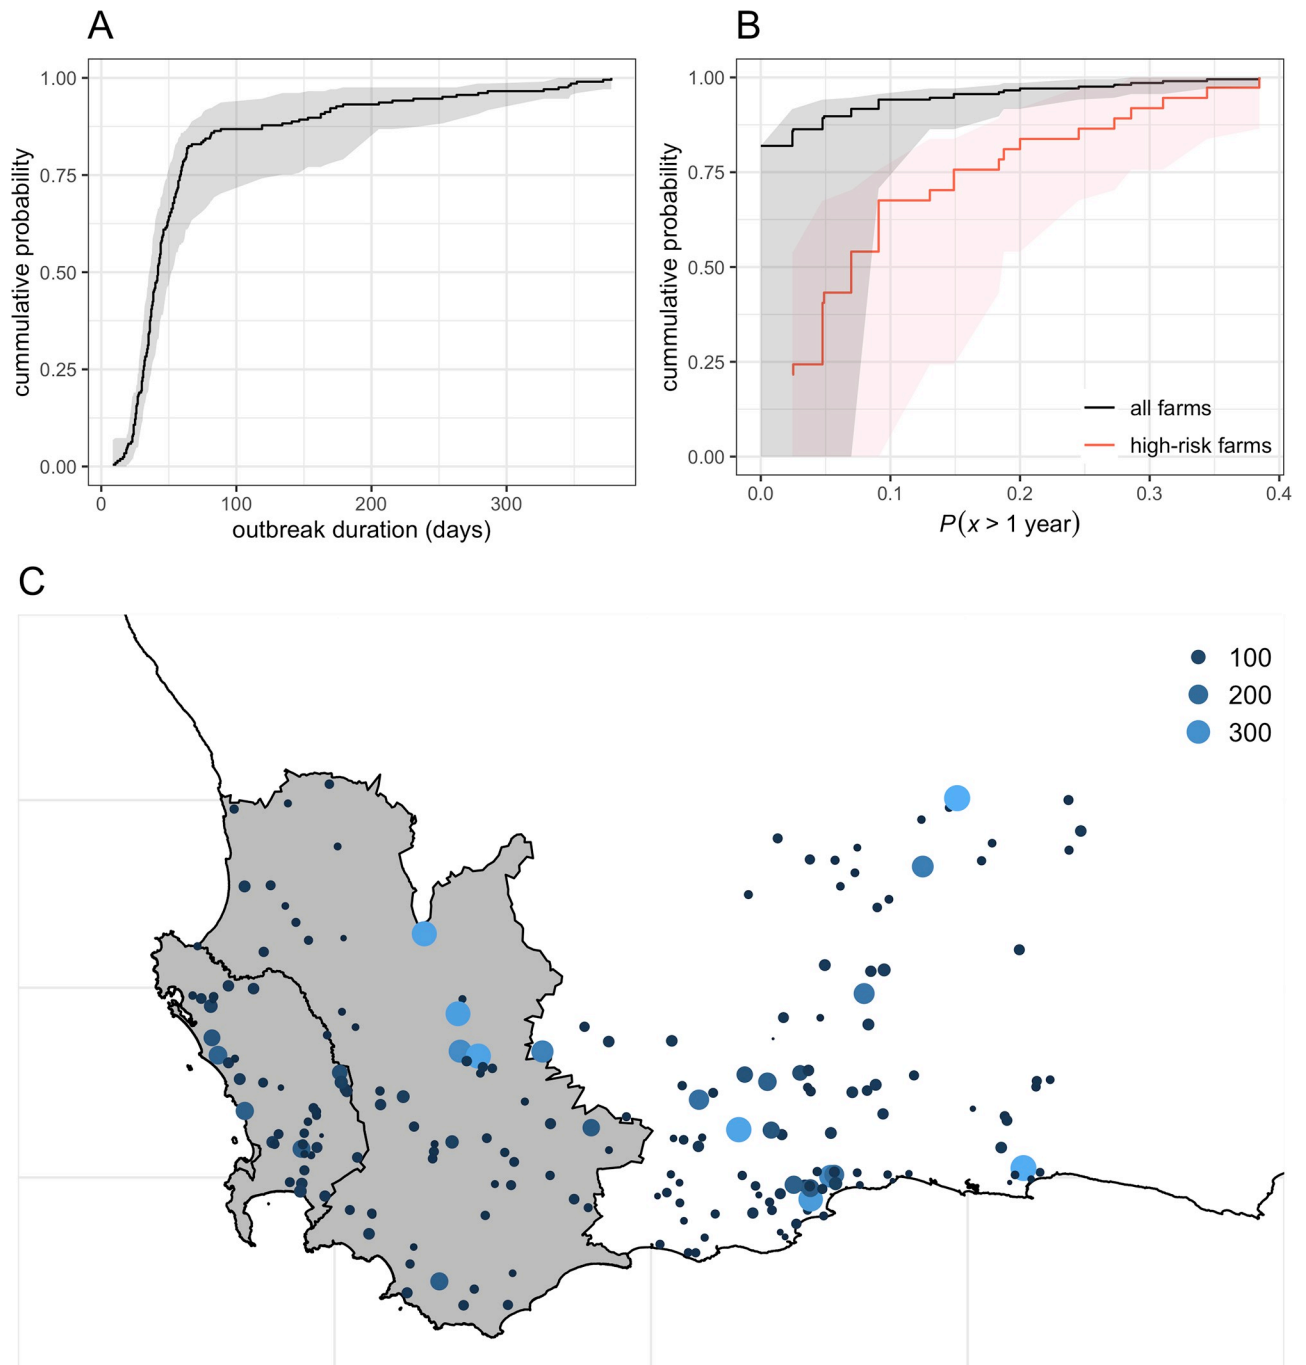 A
B
cummulative probability
1.00
0.75
0.50
0.25
0.00
0
100
200
300
outbreak duration (days)
cummulative probability
1.00
0.75
0.50
0.25
0.00
all farms
high-risk farms
0.0
0.1
0.2
0.3
0.4
P(x > 1 year)
C
100
200
300